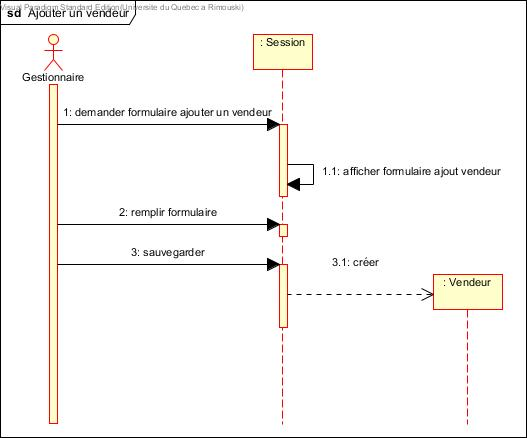 Visual Paradigm Standard Edition(Universite du Quebec a Rimouski)
sd Ajouter un vendeur
Gestionnaire
: Session
1: demander formulaire ajouter un vendeur
1.1: afficher formulaire ajout vendeur
2: remplir formulaire
3: sauvegarder
3.1: créer
: Vendeur